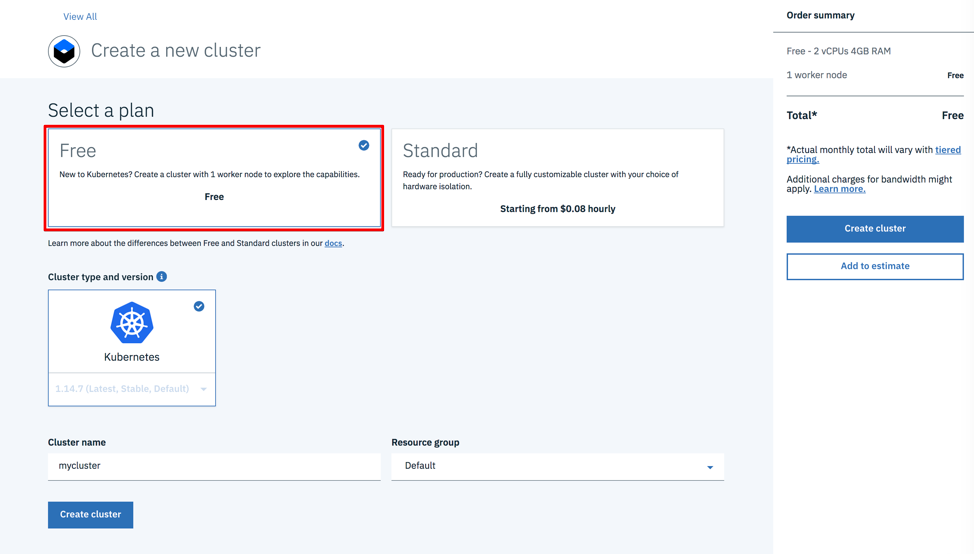 View All
Create a new cluster
Select a plan
Free
New to Kubernetes? Create a cluster with 1 worker node to explore the capabilities.
Free
Standard
Ready for production? Create a fully customizable cluster with your choice of
hardware isolation.
Starting from $0.08 hourly
Learn more about the differences between Free and Standard clusters in our docs.
Cluster type and version
Kubernetes
1.14.7 (Latest, Stable, Default)
Cluster name
mycluster
Resource group
Default
Create cluster
Order summary
Free - 2 vCPUs 4GB RAM
1 worker node Free
Total* Free
*Actual monthly total will vary with tiered
pricing.
Additional charges for bandwidth might
apply. Learn more.
Create cluster
Add to estimate